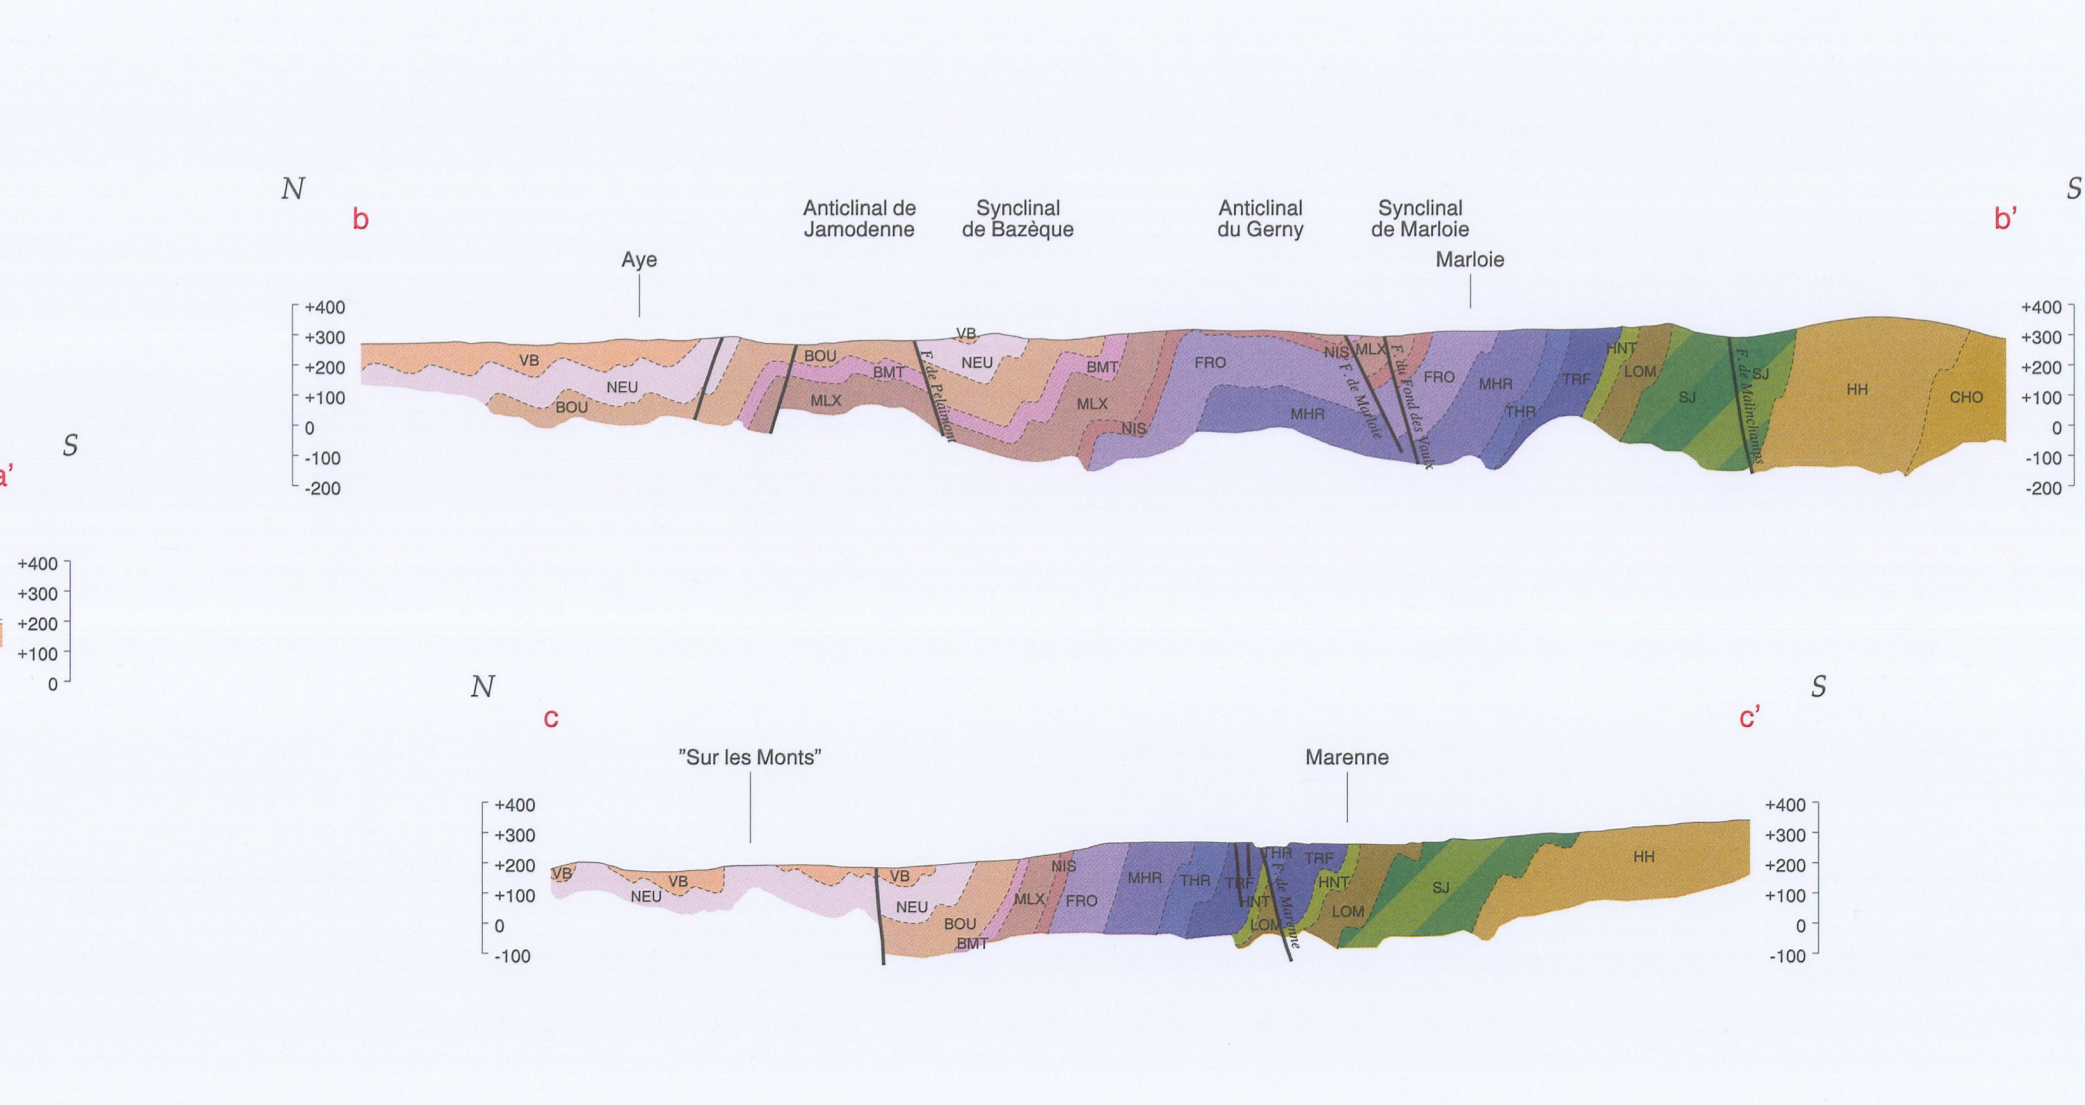 N
S
b
b’
Anticlinal de
Jamodenne
Synclinal
de Bazèque
Anticlinal
du Gerny
Synclinal
de Marloie
Aye
Marloie
+400
+300
+200
+100
0
-100
-200
VB
NEU
BOU
BOU
BMT
MLX
F. de Pelaimont
VB
NEU
BMT
MLX
NIS
FRO
MHR
NIS
MLX
F. de Marloie
F. du Fond des Vaulx
FRO
MHR
THR
TRF
HNT
LOM
SJ
F. de Malinchamps
SJ
HH
CHO
+400
+300
+200
+100
0
-100
-200
S
a’
+400
+300
+200
+100
0
N
S
c
c’
”Sur les Monts”
Marenne
+400
+300
+200
+100
0
-100
VB
NEU
VB
VB
NEU
BOU
BMT
MLX
NIS
FRO
MHR
THR
TRF
HNT
LOM
THR
F. de Marenne
TRF
HNT
LOM
SJ
HH
+400
+300
+200
+100
0
-100